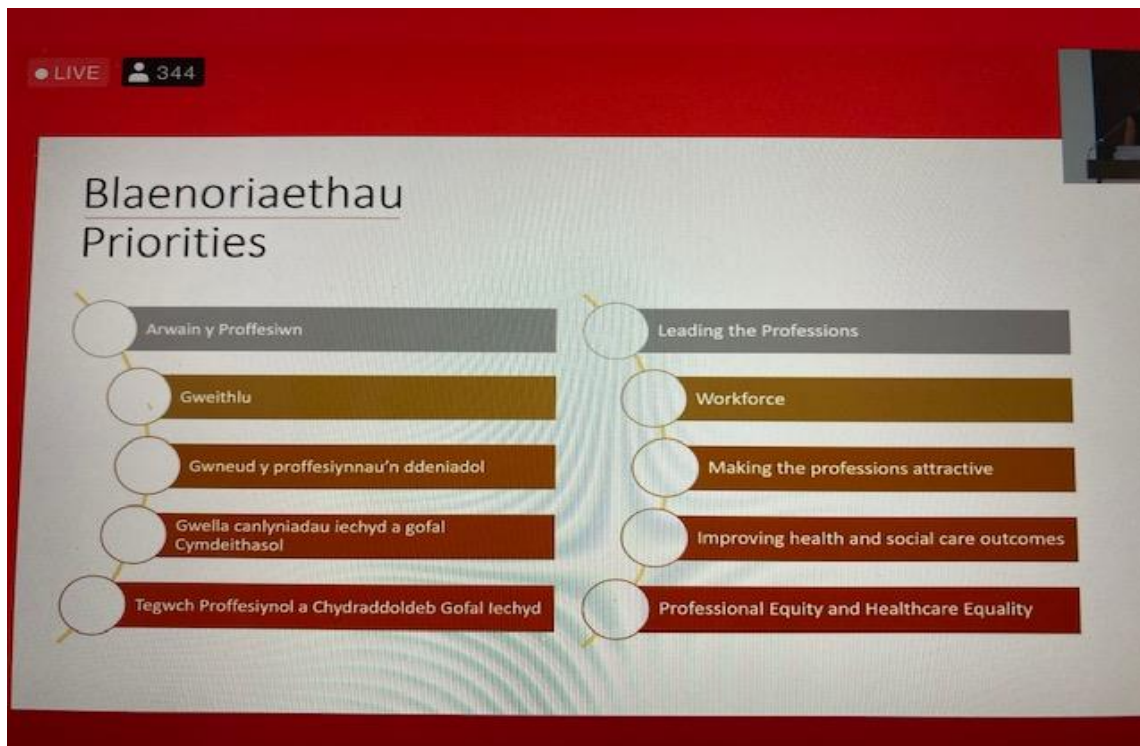 LIVE
344
Blaenoriaethau
Priorities
Arwain y Proffesiwn
Gweithlu
Gwneud y proffesiynnau'n ddeniadol
Gwella canlyniadau iechyd a gofal
Cymdeithasol
Tegwch Proffesiynol a Chydraddoldeb Gofal Iechyd
Leading the Professions
Workforce
Making the professions attractive
Improving health and social care outcomes
Professional Equity and Healthcare Equality